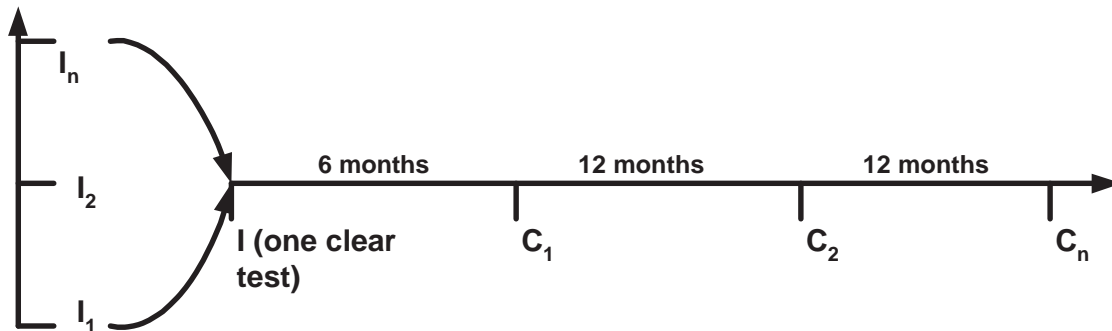 Iₙ
6 months
12 months
12 months
I₂
I (one clear
test)
C₁
C₂
Cₙ
I₁